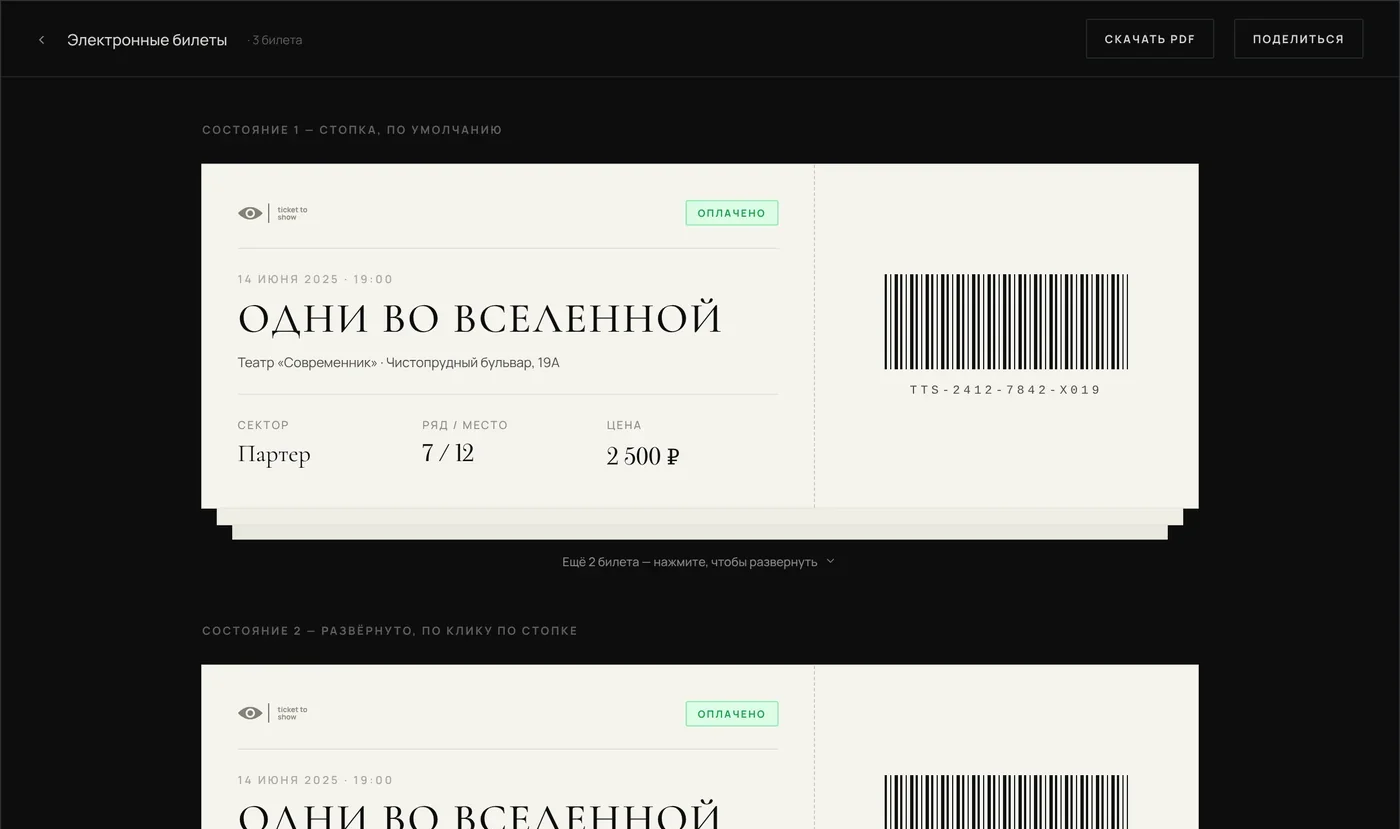 Электронные билеты · 3 билета
СКАЧАТЬ PDF
ПОДЕЛИТЬСЯ
СОСТОЯНИЕ 1 — СТОПКА, ПО УМОЛЧАНИЮ
ticket to
show
ОПЛАЧЕНО
14 ИЮНЯ 2025 · 19:00
ОДНИ ВО ВСЕЛЕННОЙ
Театр «Современник» · Чистопрудный бульвар, 19А
СЕКТОР
Партер
РЯД / МЕСТО
7 / 12
ЦЕНА
2 500 ₽
TTS-2412-7842-X019
Ещё 2 билета — нажмите, чтобы развернуть
СОСТОЯНИЕ 2 — РАЗВЁРНУТО, ПО КЛИКУ ПО СТОПКЕ
ticket to
show
ОПЛАЧЕНО
14 ИЮНЯ 2025 · 19:00
ОДНИ ВО ВСЕЛЕННОЙ